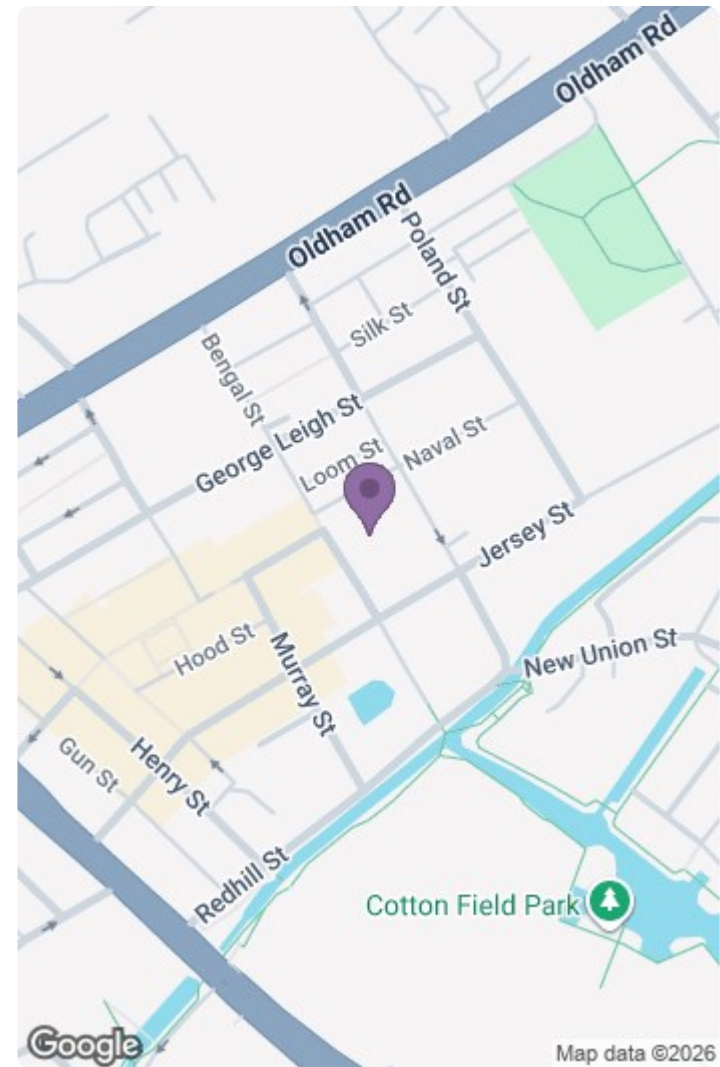 Oldham Rd
Oldham Rd
Poland St
Silk St
Bengal St
George Leigh St
Loom St
Naval St
Jersey St
Hood St
Murray St
New Union St
Gun St
Henry St
Redhill St
Cotton Field Park
Google
Map data ©2026